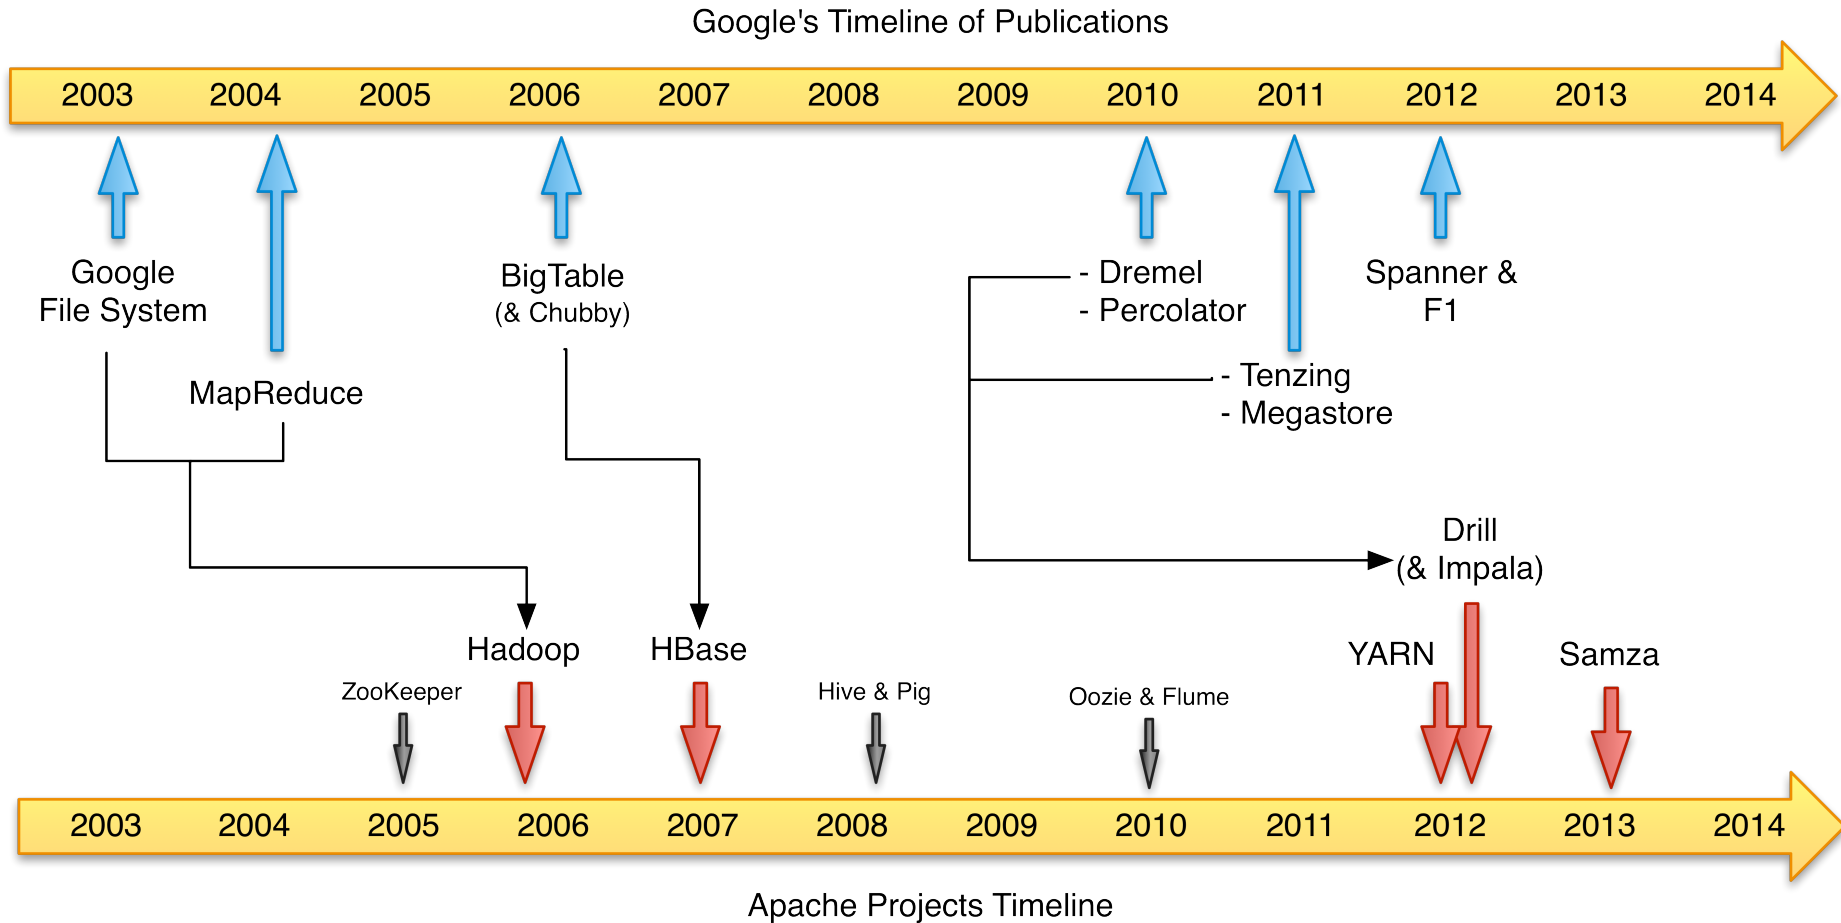 Google's Timeline of Publications
2003 2004 2005 2006 2007 2008 2009 2010 2011 2012 2013 2014
Google
File System
MapReduce
BigTable
(& Chubby)
- Dremel
- Percolator
- Tenzing
- Megastore
Spanner &
F1
Drill
(& Impala)
Hadoop
HBase
YARN
Samza
ZooKeeper
Hive & Pig
Oozie & Flume
2003 2004 2005 2006 2007 2008 2009 2010 2011 2012 2013 2014
Apache Projects Timeline